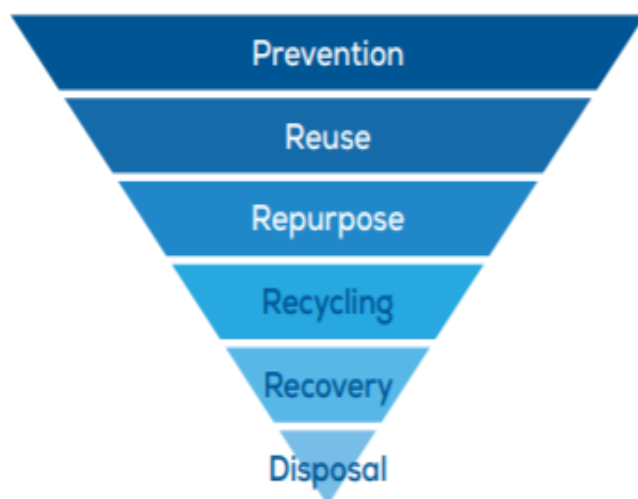 Prevention
Reuse
Repurpose
Recycling
Recovery
Disposal